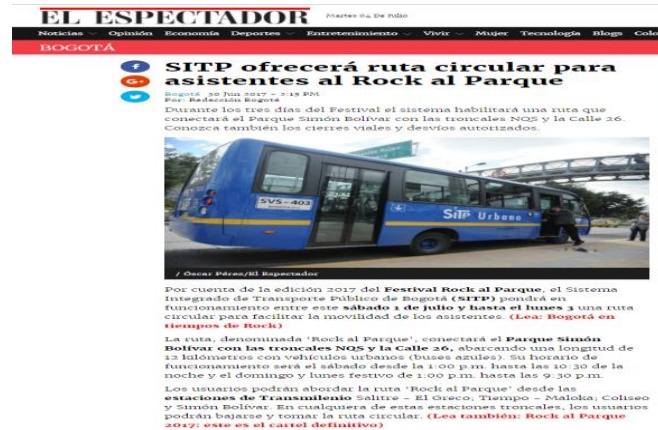 EL ESPECTADOR
Martes 04 De Julio
Noticias Opinión Economía Deportes Entretenimiento Vivir Mujer Tecnología Blogs Colo
BOGOTÁ
SITP ofrecerá ruta circular para
asistentes al Rock al Parque
Bogotá 30 Jun 2017 - 2:15 PM
Por: Redacción Bogotá
Durante los tres días del Festival el sistema habilitará una ruta que
conectará el Parque Simón Bolívar con las troncales NQS y la Calle 26.
Conozca también los cierres viales y desvíos autorizados.
SVS-403
SiTP Urbano
/ Óscar Pérez/El Espectador
Por cuenta de la edición 2017 del Festival Rock al Parque, el Sistema
Integrado de Transporte Público de Bogotá (SITP) pondrá en
funcionamiento entre este sábado 1 de julio y hasta el lunes 3 una ruta
circular para facilitar la movilidad de los asistentes. (Lea: Bogotá en
tiempos de Rock)
La ruta, denominada 'Rock al Parque', conectará el Parque Simón
Bolívar con las troncales NQS y la Calle 26, abarcando una longitud de
12 kilómetros con vehículos urbanos (buses azules). Su horario de
funcionamiento será el sábado desde la 1:00 p.m. hasta las 10:30 de la
noche y el domingo y lunes festivo de 1:00 p.m. hasta las 9:30 p.m.
Los usuarios podrán abordar la ruta 'Rock al Parque' desde las
estaciones de Transmilenio Salitre - El Greco; Tiempo - Maloka; Coliseo
y Simón Bolívar. En cualquiera de estas estaciones troncales, los usuarios
podrán bajarse y tomar la ruta circular. (Lea también: Rock al Parque
2017: este es el cartel definitivo)